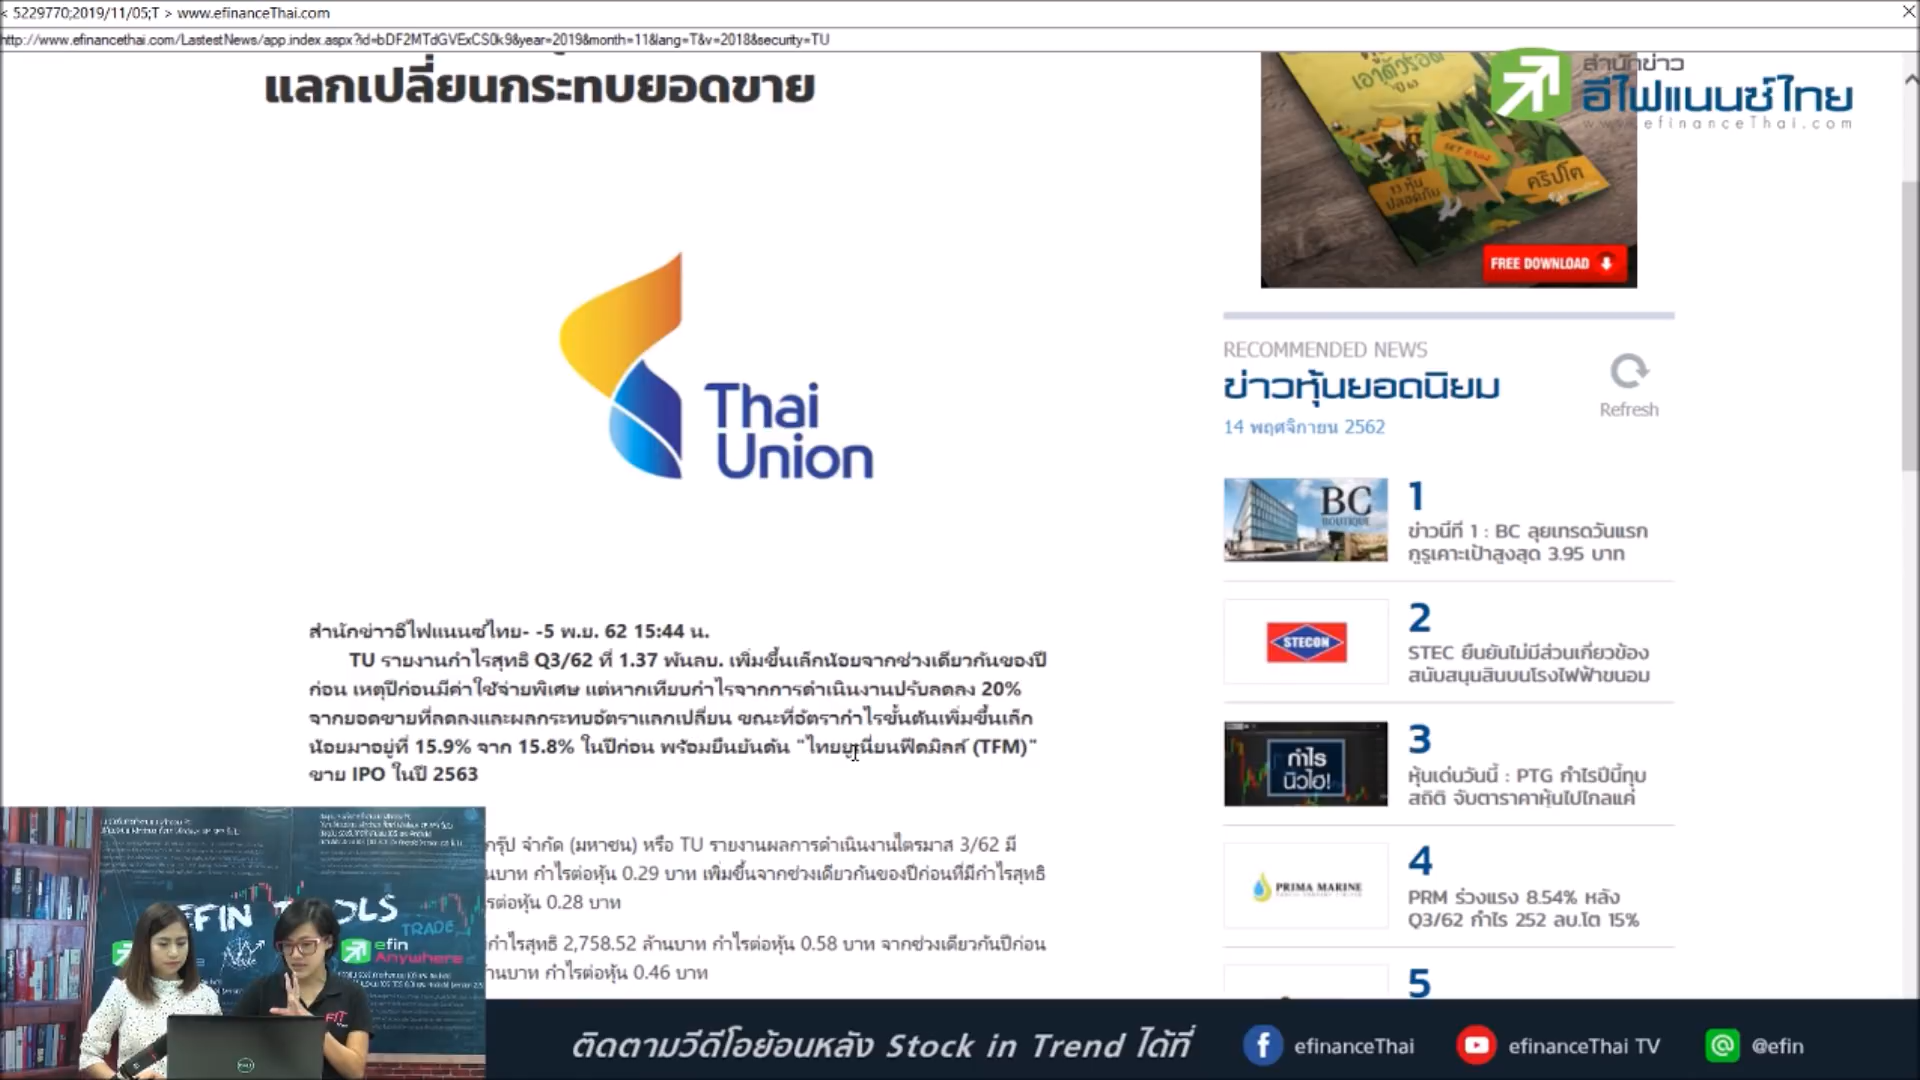 < 5229770;2019/11/05;T > www.efinanceThai.com
http://www.efinancethai.com/LastestNews/app.index.aspx?id=bDF2MTdGVExCS0k9&year=2019&month=11&lang=T&v=2018&security=TU
แลกเปลี่ยนกระทบยอดขาย
Thai
Union
สำนักข่าวอีไฟแนนซ์ไทย- -5 พ.ย. 62 15:44 น.
TU รายงานกำไรสุทธิ Q3/62 ที่ 1.37 พันลบ. เพิ่มขึ้นเล็กน้อยจากช่วงเดียวกันของปี
ก่อน เหตุปีก่อนมีค่าใช้จ่ายพิเศษ แต่หากเทียบกำไรจากการดำเนินงานปรับลดลง 20%
จากยอดขายที่ลดลงและผลกระทบอัตราแลกเปลี่ยน ขณะที่อัตรากำไรขั้นต้นเพิ่มขึ้นเล็ก
น้อยมาอยู่ที่ 15.9% จาก 15.8% ในปีก่อน พร้อมยืนยันดัน "ไทยยูเนี่ยนฟีดมิลล์ (TFM)"
ขาย IPO ในปี 2563
กรุ๊ป จำกัด (มหาชน) หรือ TU รายงานผลการดำเนินงานไตรมาส 3/62 มี
นบาท กำไรต่อหุ้น 0.29 บาท เพิ่มขึ้นจากช่วงเดียวกันของปีก่อนที่มีกำไรสุทธิ
รต่อหุ้น 0.28 บาท
กำไรสุทธิ 2,758.52 ล้านบาท กำไรต่อหุ้น 0.58 บาท จากช่วงเดียวกันปีก่อน
านบาท กำไรต่อหุ้น 0.46 บาท
สำนักข่าว
อีไฟแนนซ์ไทย
www.efinanceThai.com
เอาตัวรอด
SET
13 หุ้น
ปลอดภัย
คริปโต
FREE DOWNLOAD
RECOMMENDED NEWS
ข่าวหุ้นยอดนิยม
Refresh
14 พฤศจิกายน 2562
BC
BOUTIQUE
1
ข่าวนี้ที่ 1 : BC ลุยเทรดวันแรก
กูรูเคาะเป้าสูงสุด 3.95 บาท
STECON
2
STEC ยืนยันไม่มีส่วนเกี่ยวข้อง
สนับสนุนสินบนโรงไฟฟ้าขนอม
กำไร
นิวไฮ!
3
หุ้นเด่นวันนี้ : PTG กำไรปีนี้ทุบ
สถิติ จับตาราคาหุ้นไปไกลแค่
PRIMA MARINE
4
PRM ร่วงแรง 8.54% หลัง
Q3/62 กำไร 252 ลบ.โต 15%
5
EFIN
OLS
TRADE
efin
Anywhere
ติดตามวีดีโอย้อนหลัง Stock in Trend ได้ที่
efinanceThai
efinanceThai TV
@efin